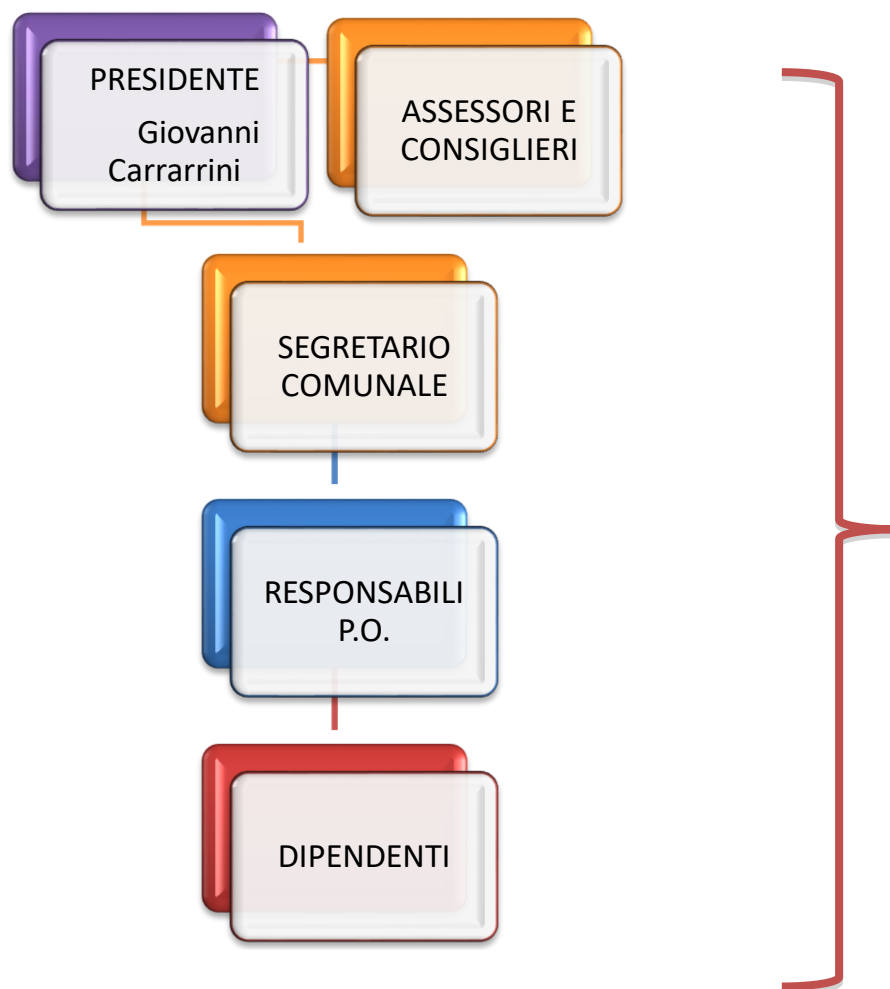 PRESIDENTE
Giovanni
Carrarrini
ASSESSORI E
CONSIGLIERI
SEGRETARIO
COMUNALE
RESPONSABILI
P.O.
DIPENDENTI